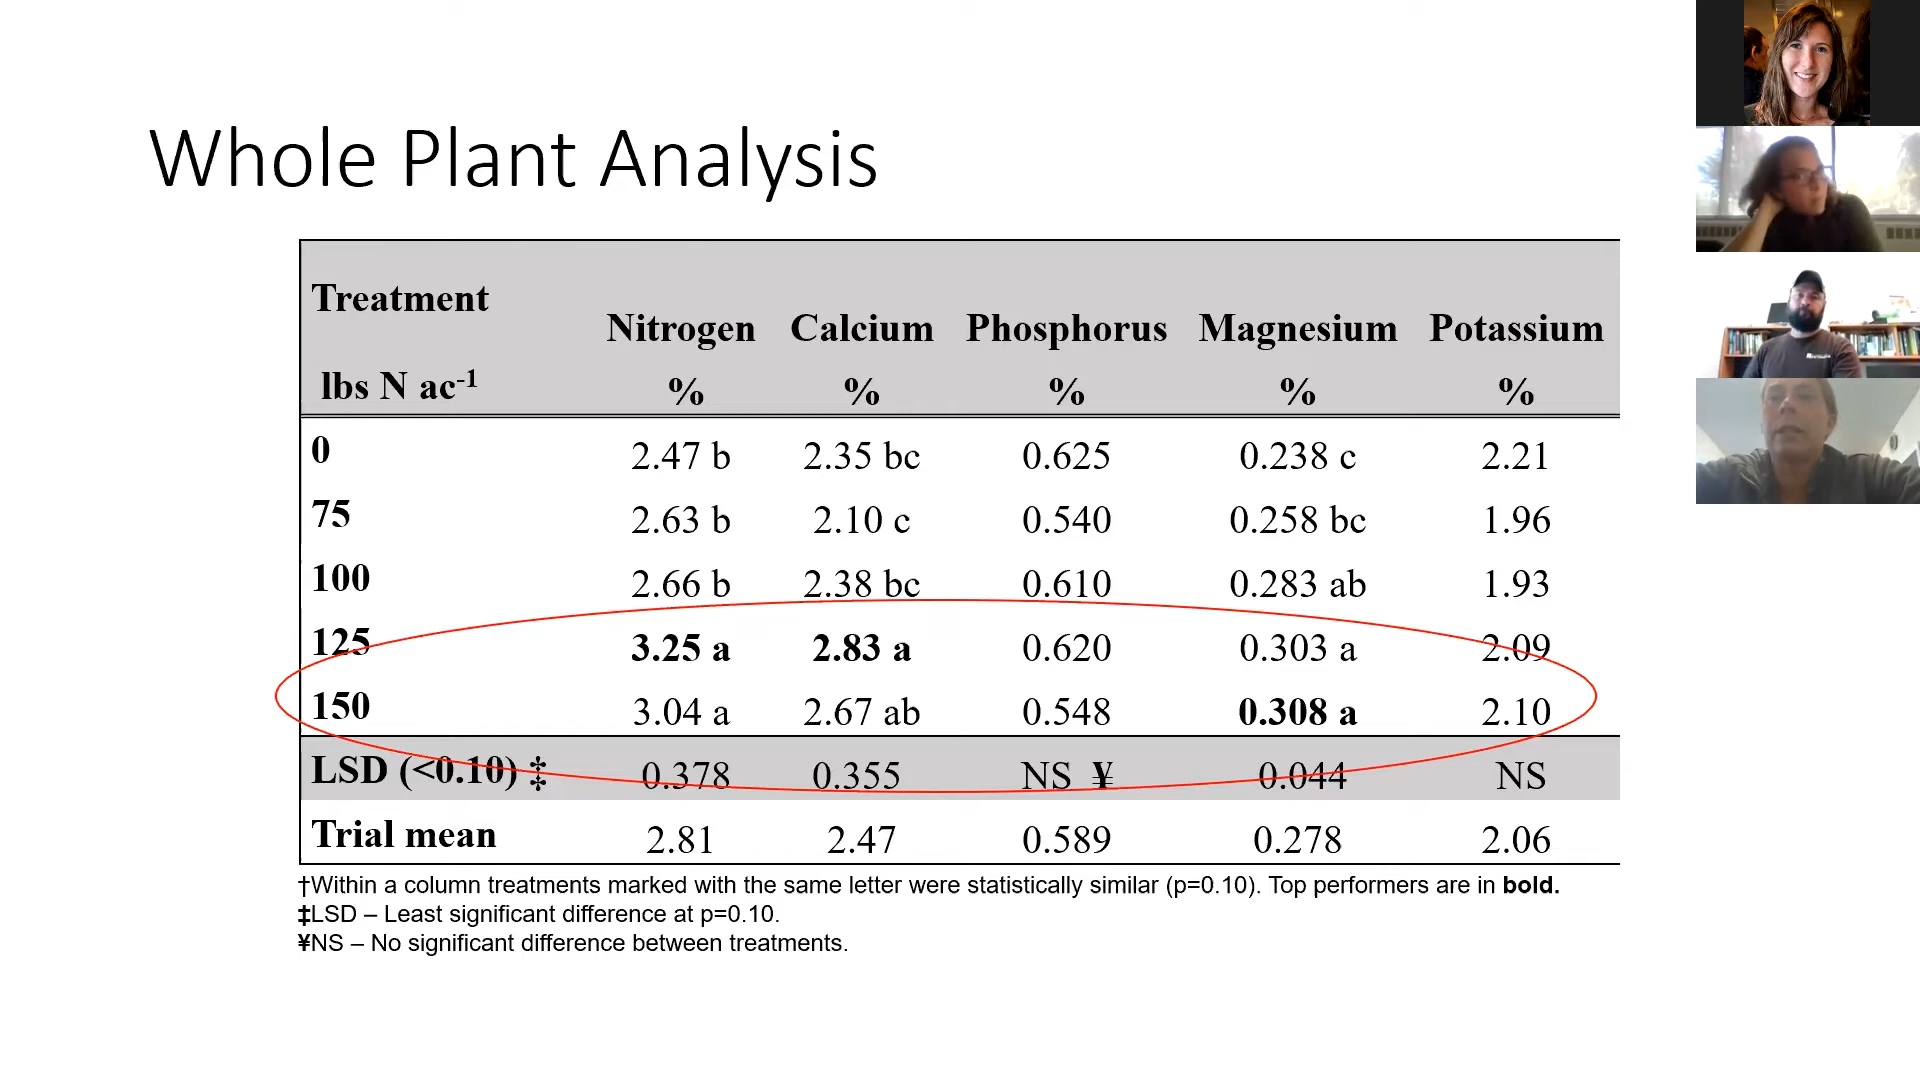 Whole Plant Analysis
Treatment
Nitrogen Calcium Phosphorus Magnesium Potassium
lbs N ac-1 % % % % %
0 2.47 b 2.35 bc 0.625 0.238 c 2.21
75 2.63 b 2.10 c 0.540 0.258 bc 1.96
100 2.66 b 2.38 bc 0.610 0.283 ab 1.93
125 3.25 a 2.83 a 0.620 0.303 a 2.09
150 3.04 a 2.67 ab 0.548 0.308 a 2.10
LSD (<0.10) ‡ 0.378 0.355 NS ¥ 0.044 NS
Trial mean 2.81 2.47 0.589 0.278 2.06
†Within a column treatments marked with the same letter were statistically similar (p=0.10). Top performers are in bold.
‡LSD – Least significant difference at p=0.10.
¥NS – No significant difference between treatments.